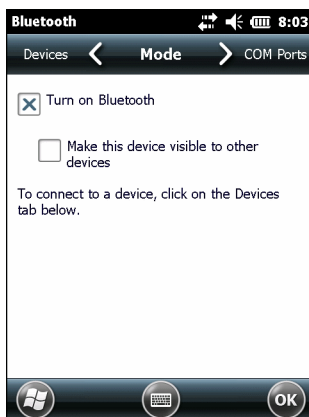 Bluetooth 8:03
Devices Mode COM Ports
Turn on Bluetooth
Make this device visible to other
devices
To connect to a device, click on the Devices
tab below.
OK